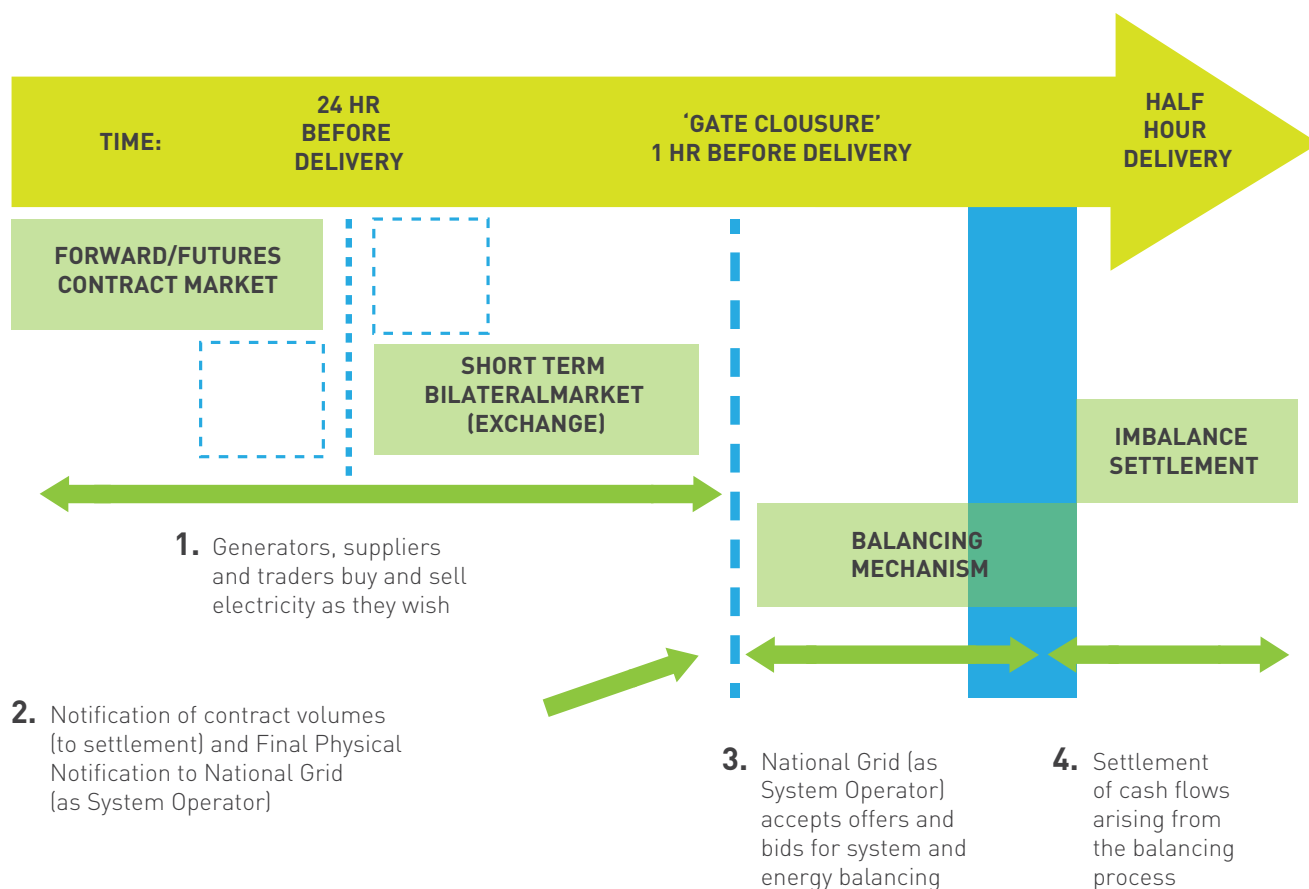 TIME:
24 HR
BEFORE
DELIVERY
‘GATE CLOUSURE’
1 HR BEFORE DELIVERY
HALF
HOUR
DELIVERY
FORWARD/FUTURES
CONTRACT MARKET
SHORT TERM
BILATERALMARKET
(EXCHANGE)
IMBALANCE
SETTLEMENT
BALANCING
MECHANISM
1. Generators, suppliers
and traders buy and sell
electricity as they wish
2. Notification of contract volumes
(to settlement) and Final Physical
Notification to National Grid
(as System Operator)
3. National Grid (as
System Operator)
accepts offers and
bids for system and
energy balancing
4. Settlement
of cash flows
arising from
the balancing
process